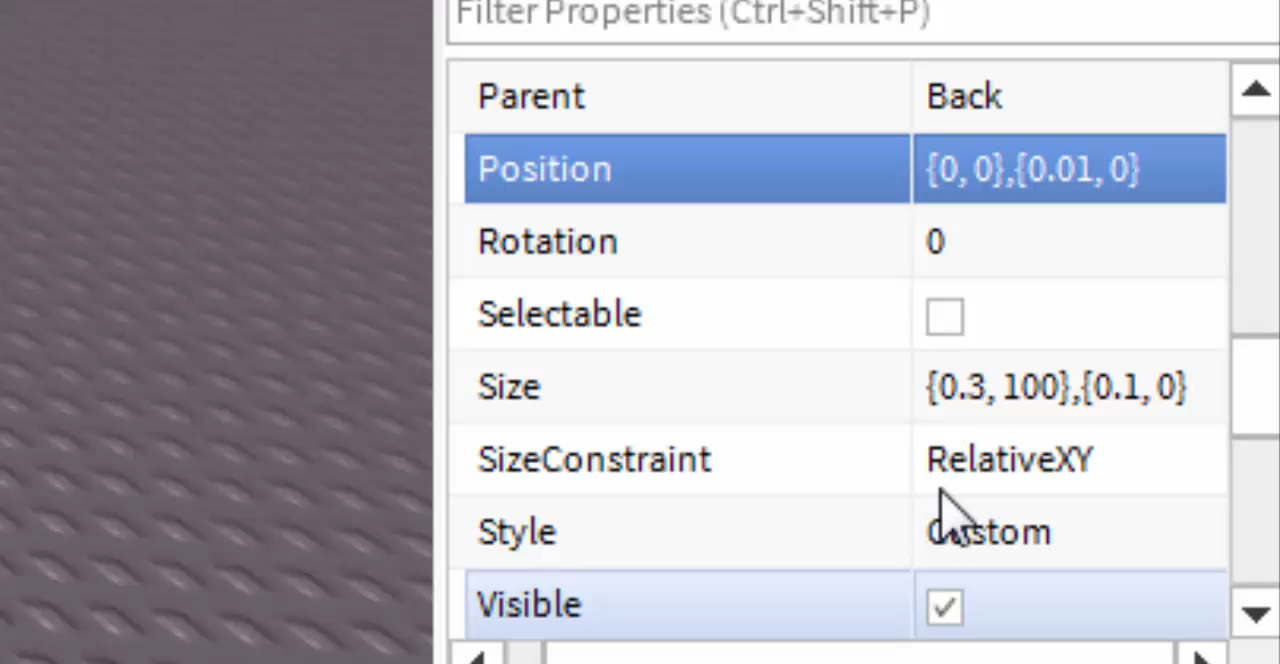 Filter Properties (Ctrl+Shift+P)
Parent Back
Position {0, 0},{0.01, 0}
Rotation 0
Selectable
Size {0.3, 100},{0.1, 0}
SizeConstraint RelativeXY
Style Custom
Visible